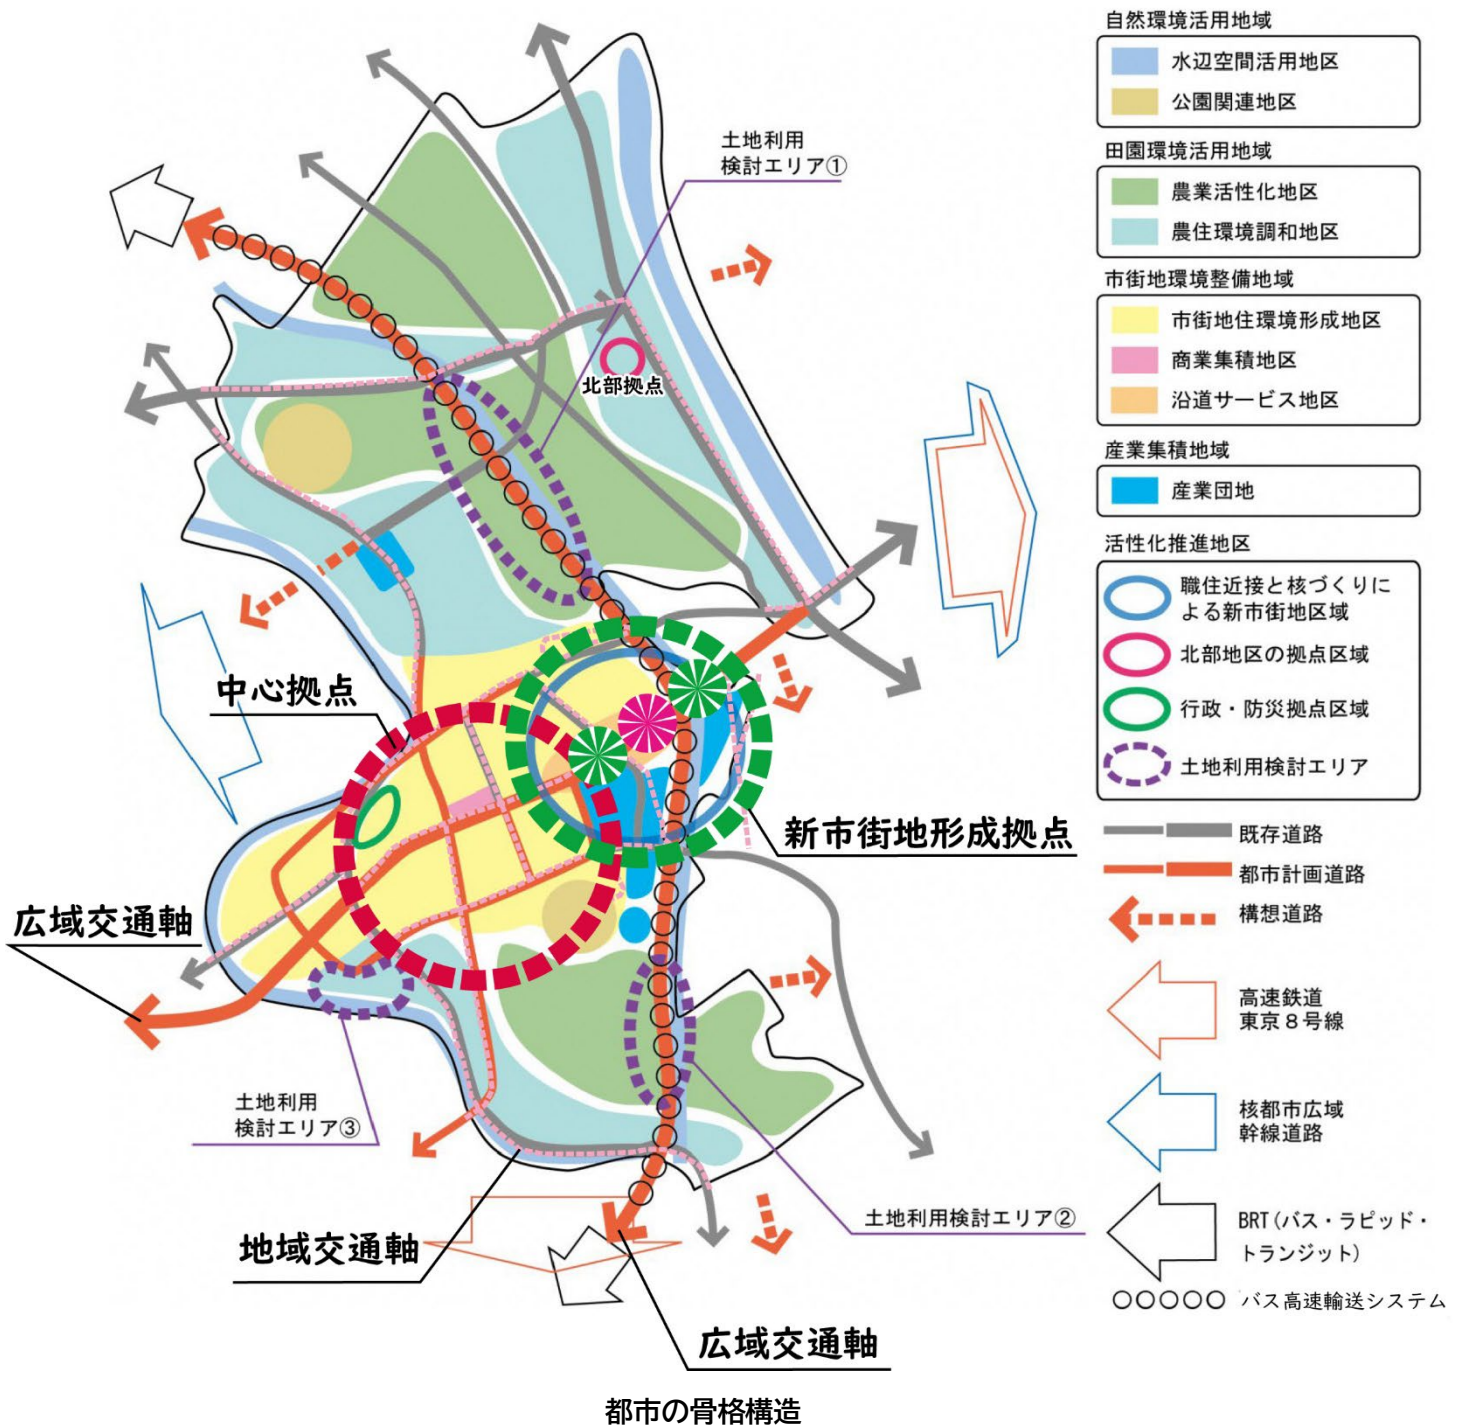 土地利用
検討エリア①
北部拠点
中心拠点
新市街地形成拠点
広域交通軸
土地利用
検討エリア③
地域交通軸
土地利用検討エリア②
広域交通軸
自然環境活用地域
水辺空間活用地区
公園関連地区
田園環境活用地域
農業活性化地区
農住環境調和地区
市街地環境整備地域
市街地住環境形成地区
商業集積地区
沿道サービス地区
産業集積地域
産業団地
活性化推進地区
職住近接と核づくりに
よる新市街地区域
北部地区の拠点区域
行政・防災拠点区域
土地利用検討エリア
既存道路
都市計画道路
構想道路
高速鉄道
東京８号線
核都市広域
幹線道路
BRT(バス・ラピッド・
トランジット)
バス高速輸送システム
都市の骨格構造